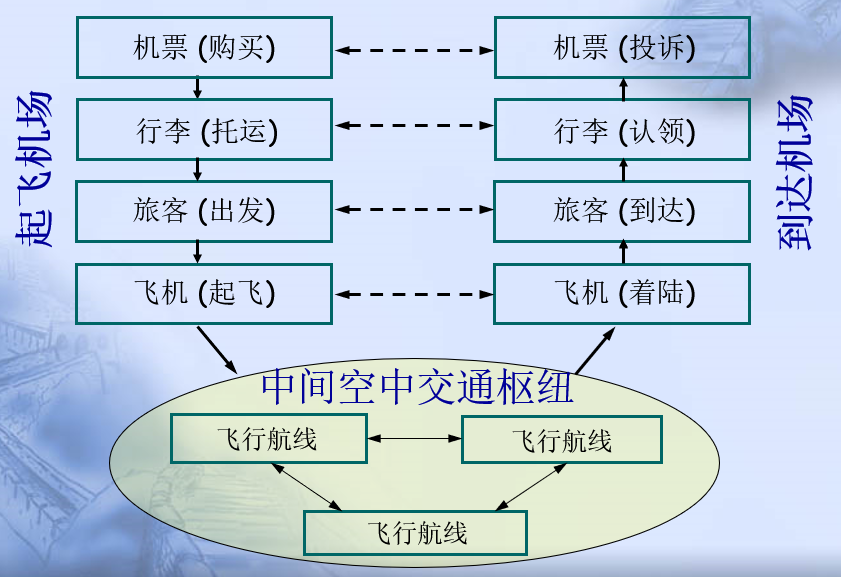 起飞机场
机票 (购买)
机票 (投诉)
行李 (托运)
行李 (认领)
旅客 (出发)
旅客 (到达)
飞机 (起飞)
飞机 (着陆)
到达机场
中间空中交通枢纽
飞行航线
飞行航线
飞行航线